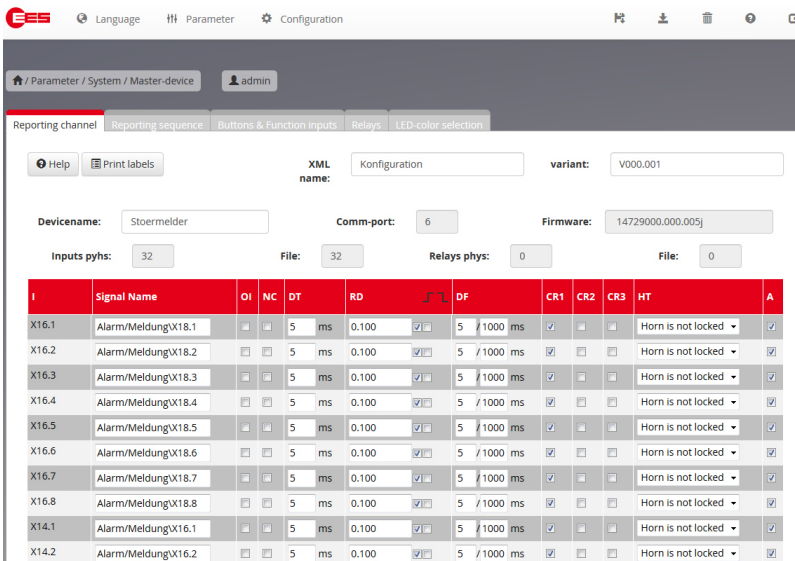 EES Language Parameter Configuration
/ Parameter / System / Master-device admin
Reporting channel Reporting sequence Buttons & Function inputs Relays LED-color selection
Help Print labels XML name: Konfiguration variant: V000.001
Devicename: Stoermelder Comm-port: 6 Firmware: 14729000.000.005j
Inputs pyhs: 32 File: 32 Relays phys: 0 File: 0
I Signal Name OI NC DT RD DF CR1 CR2 CR3 HT A
X16.1 Alarm/Meldung\X18.1 5 ms 0.100 5 /1000 ms Horn is not locked
X16.2 Alarm/Meldung\X18.2 5 ms 0.100 5 /1000 ms Horn is not locked
X16.3 Alarm/Meldung\X18.3 5 ms 0.100 5 /1000 ms Horn is not locked
X16.4 Alarm/Meldung\X18.4 5 ms 0.100 5 /1000 ms Horn is not locked
X16.5 Alarm/Meldung\X18.5 5 ms 0.100 5 /1000 ms Horn is not locked
X16.6 Alarm/Meldung\X18.6 5 ms 0.100 5 /1000 ms Horn is not locked
X16.7 Alarm/Meldung\X18.7 5 ms 0.100 5 /1000 ms Horn is not locked
X16.8 Alarm/Meldung\X18.8 5 ms 0.100 5 /1000 ms Horn is not locked
X14.1 Alarm/Meldung\X16.1 5 ms 0.100 5 /1000 ms Horn is not locked
X14.2 Alarm/Meldung\X16.2 5 ms 0.100 5 /1000 ms Horn is not locked